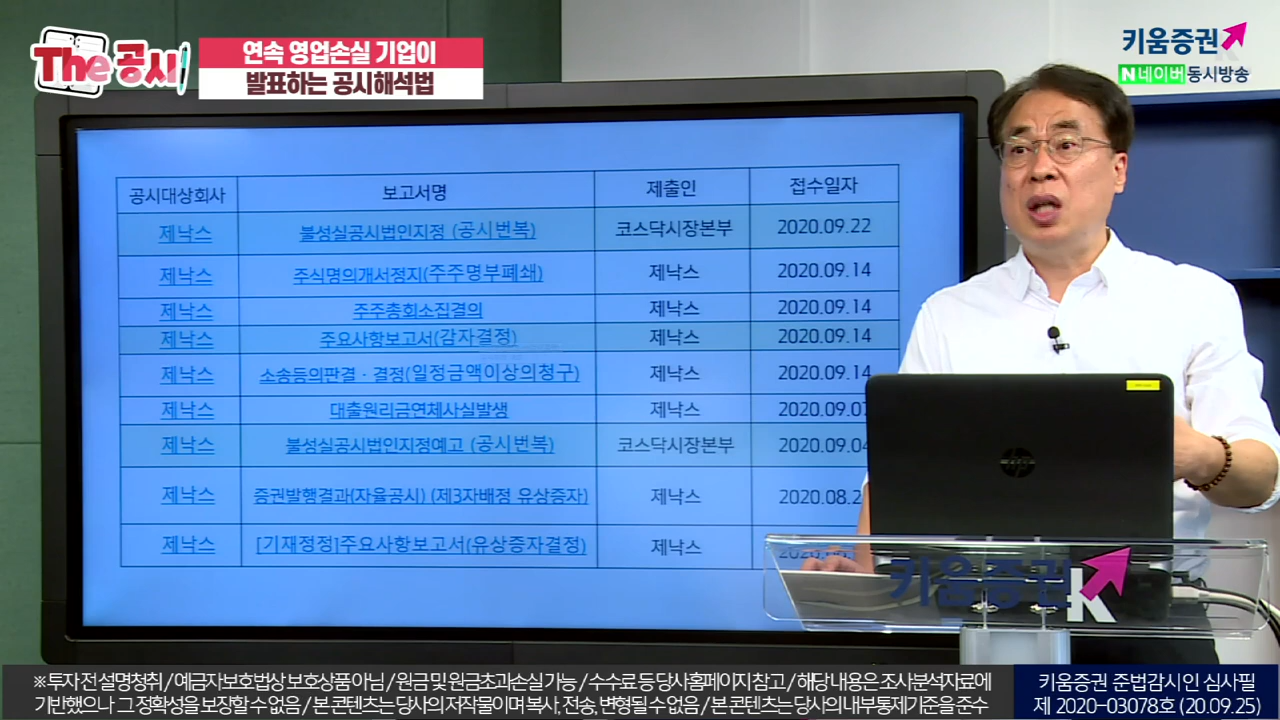 The 공시
연속 영업손실 기업이
발표하는 공시해석법
키움증권
N 네이버 동시방송
공시대상회사 보고서명 제출인 접수일자
제낙스 불성실공시법인지정 (공시번복) 코스닥시장본부 2020.09.22
제낙스 주식명의개서정지(주주명부폐쇄) 제낙스 2020.09.14
제낙스 주주총회소집결의 제낙스 2020.09.14
제낙스 주요사항보고서(감자결정) 제낙스 2020.09.14
제낙스 소송등의판결ㆍ결정(일정금액이상의청구) 제낙스 2020.09.14
제낙스 대출원리금연체사실발생 제낙스 2020.09.07
제낙스 불성실공시법인지정예고 (공시번복) 코스닥시장본부 2020.09.04
제낙스 증권발행결과(자율공시) (제3자배정 유상증자) 제낙스 2020.08.2
제낙스 [기재정정]주요사항보고서(유상증자결정) 제낙스
hp
키움증권
K
※ 투자 전 설명청취 / 예금자보호법상 보호상품 아님 / 원금 및 원금초과손실 가능 / 수수료 등 당사홈페이지 참고 / 해당 내용은 조사분석자료에
기반했으나 그 정확성을 보장할 수 없음 / 본 콘텐츠는 당사의 저작물이며 복사, 전송, 변형될 수 없음 / 본 콘텐츠는 당사의 내부통제기준을 준수
키움증권 준법감시인 심사필
제 2020-03078호 (20.09.25)